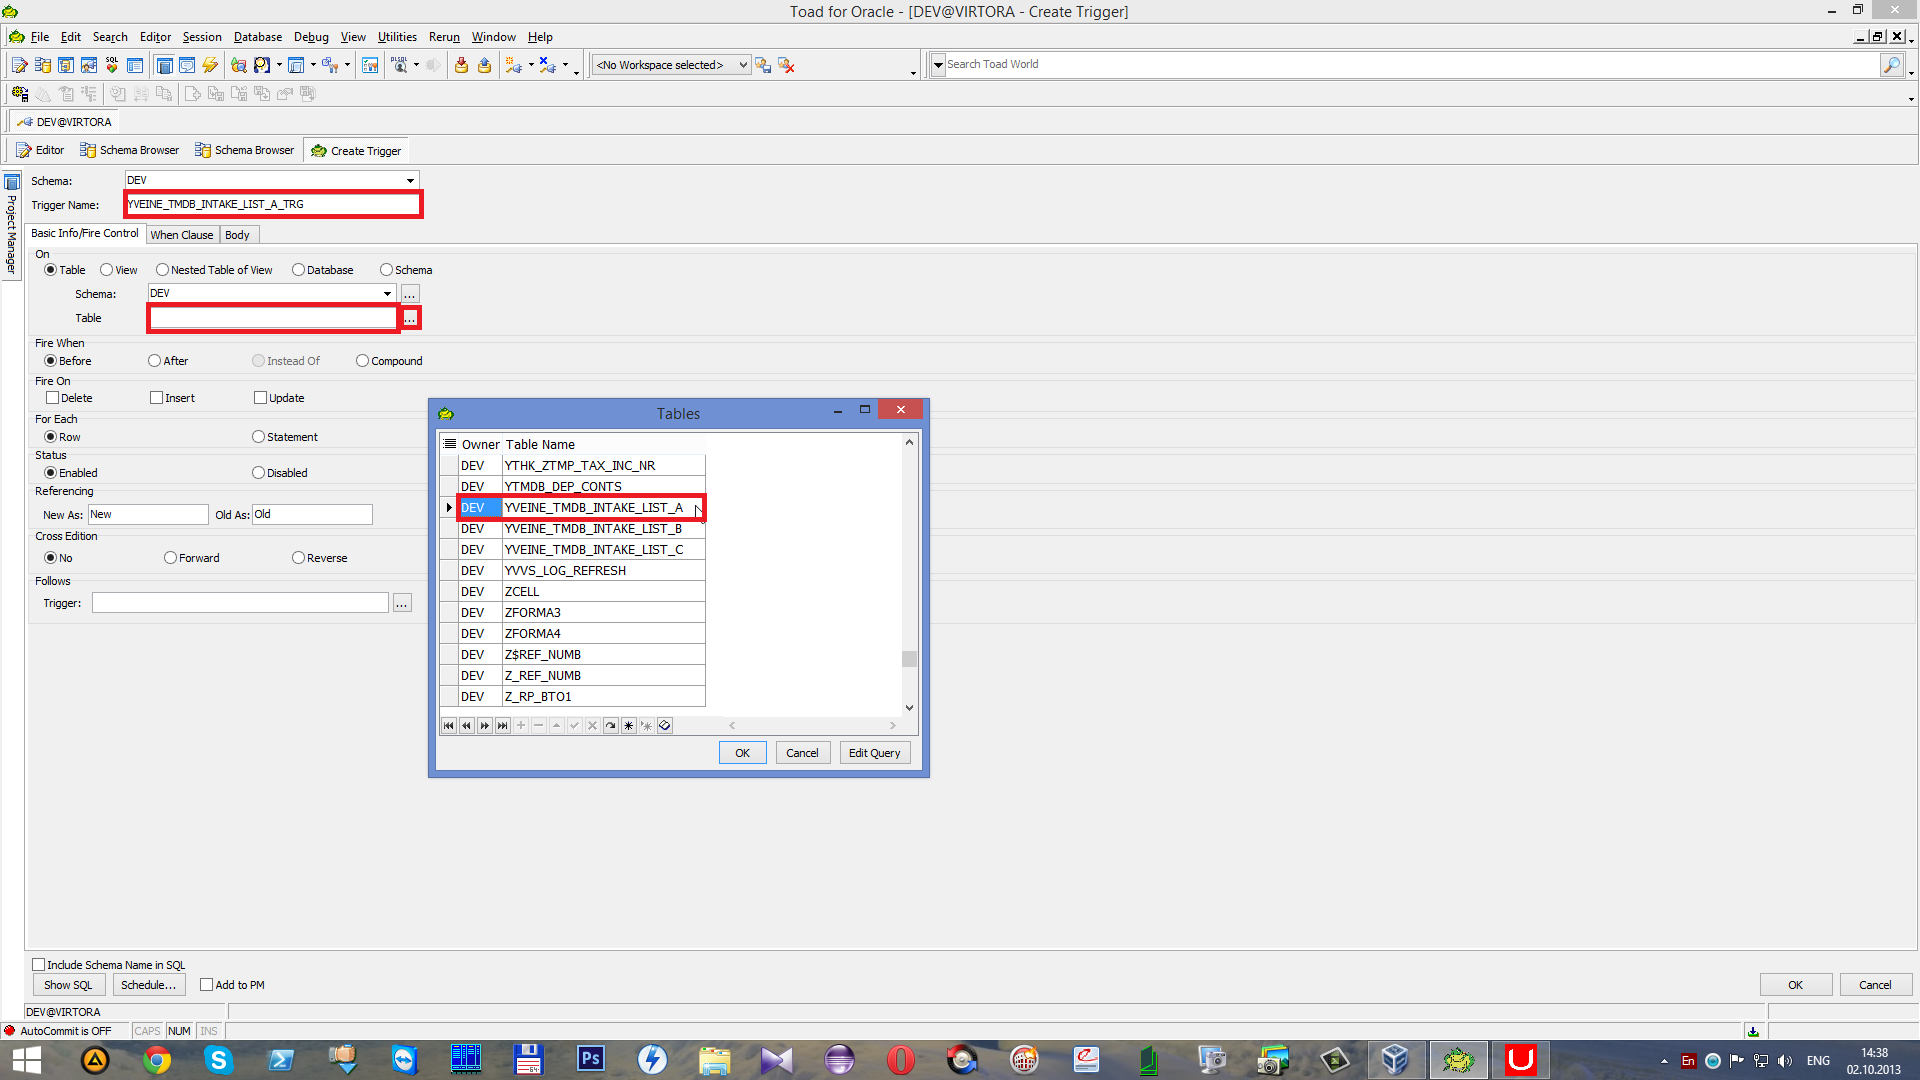 Toad for Oracle - [DEV@VIRTORA - Create Trigger]
File Edit Search Editor Session Database Debug View Utilities Rerun Window Help
SQL
<No Workspace selected>
Search Toad World
DEV@VIRTORA
Editor Schema Browser Schema Browser Create Trigger
Project Manager
Schema: DEV
Trigger Name: YVEINE_TMDB_INTAKE_LIST_A_TRG
Basic Info/Fire Control When Clause Body
On
Table View Nested Table of View Database Schema
Schema: DEV ...
Table ...
Fire When
Before After Instead Of Compound
Fire On
Delete Insert Update
For Each
Row Statement
Status
Enabled Disabled
Referencing
New As: New Old As: Old
Cross Edition
No Forward Reverse
Follows
Trigger: ...
Tables
Owner Table Name
DEV YTHK_ZTMP_TAX_INC_NR
DEV YTMDB_DEP_CONTS
DEV YVEINE_TMDB_INTAKE_LIST_A
DEV YVEINE_TMDB_INTAKE_LIST_B
DEV YVEINE_TMDB_INTAKE_LIST_C
DEV YVVS_LOG_REFRESH
DEV ZCELL
DEV ZFORMA3
DEV ZFORMA4
DEV Z$REF_NUMB
DEV Z_REF_NUMB
DEV Z_RP_BTO1
OK Cancel Edit Query
Include Schema Name in SQL
Show SQL Schedule... Add to PM
OK Cancel
DEV@VIRTORA
AutoCommit is OFF CAPS NUM INS
Ps
64
En
ENG
14:38
02.10.2013